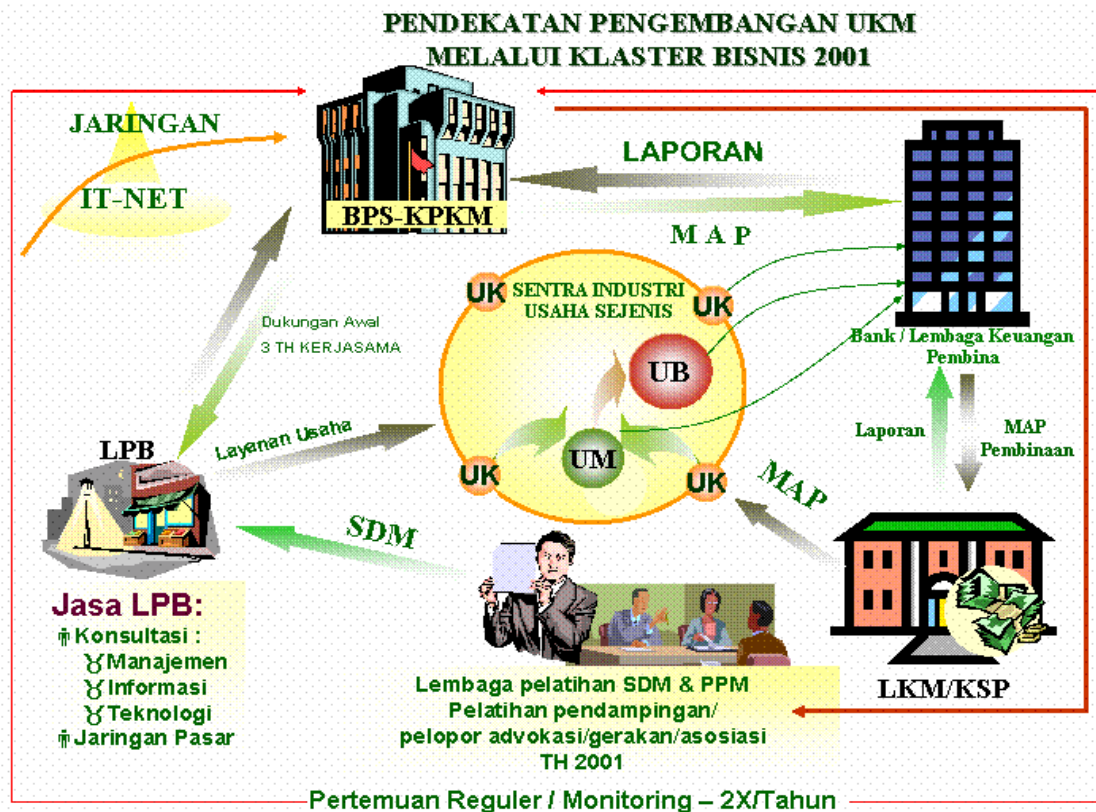 PENDEKATAN PENGEMBANGAN UKM
MELALUI KLASTER BISNIS 2001
JARINGAN
IT-NET
BPS-KPKM
LAPORAN
M A P
Bank / Lembaga Keuangan
Pembina
UK
SENTRA INDUSTRI
USAHA SEJENIS
UK
UB
UM
UK
UK
Dukungan Awal
3 TH KERJASAMA
Layanan Usaha
LPB
Laporan
MAP
Pembinaan
MAP
SDM
LKM/KSP
Jasa LPB:
Konsultasi :
Manajemen
Informasi
Teknologi
Jaringan Pasar
Lembaga pelatihan SDM & PPM
Pelatihan pendampingan/
pelopor advokasi/gerakan/asosiasi
TH 2001
Pertemuan Reguler / Monitoring – 2X/Tahun